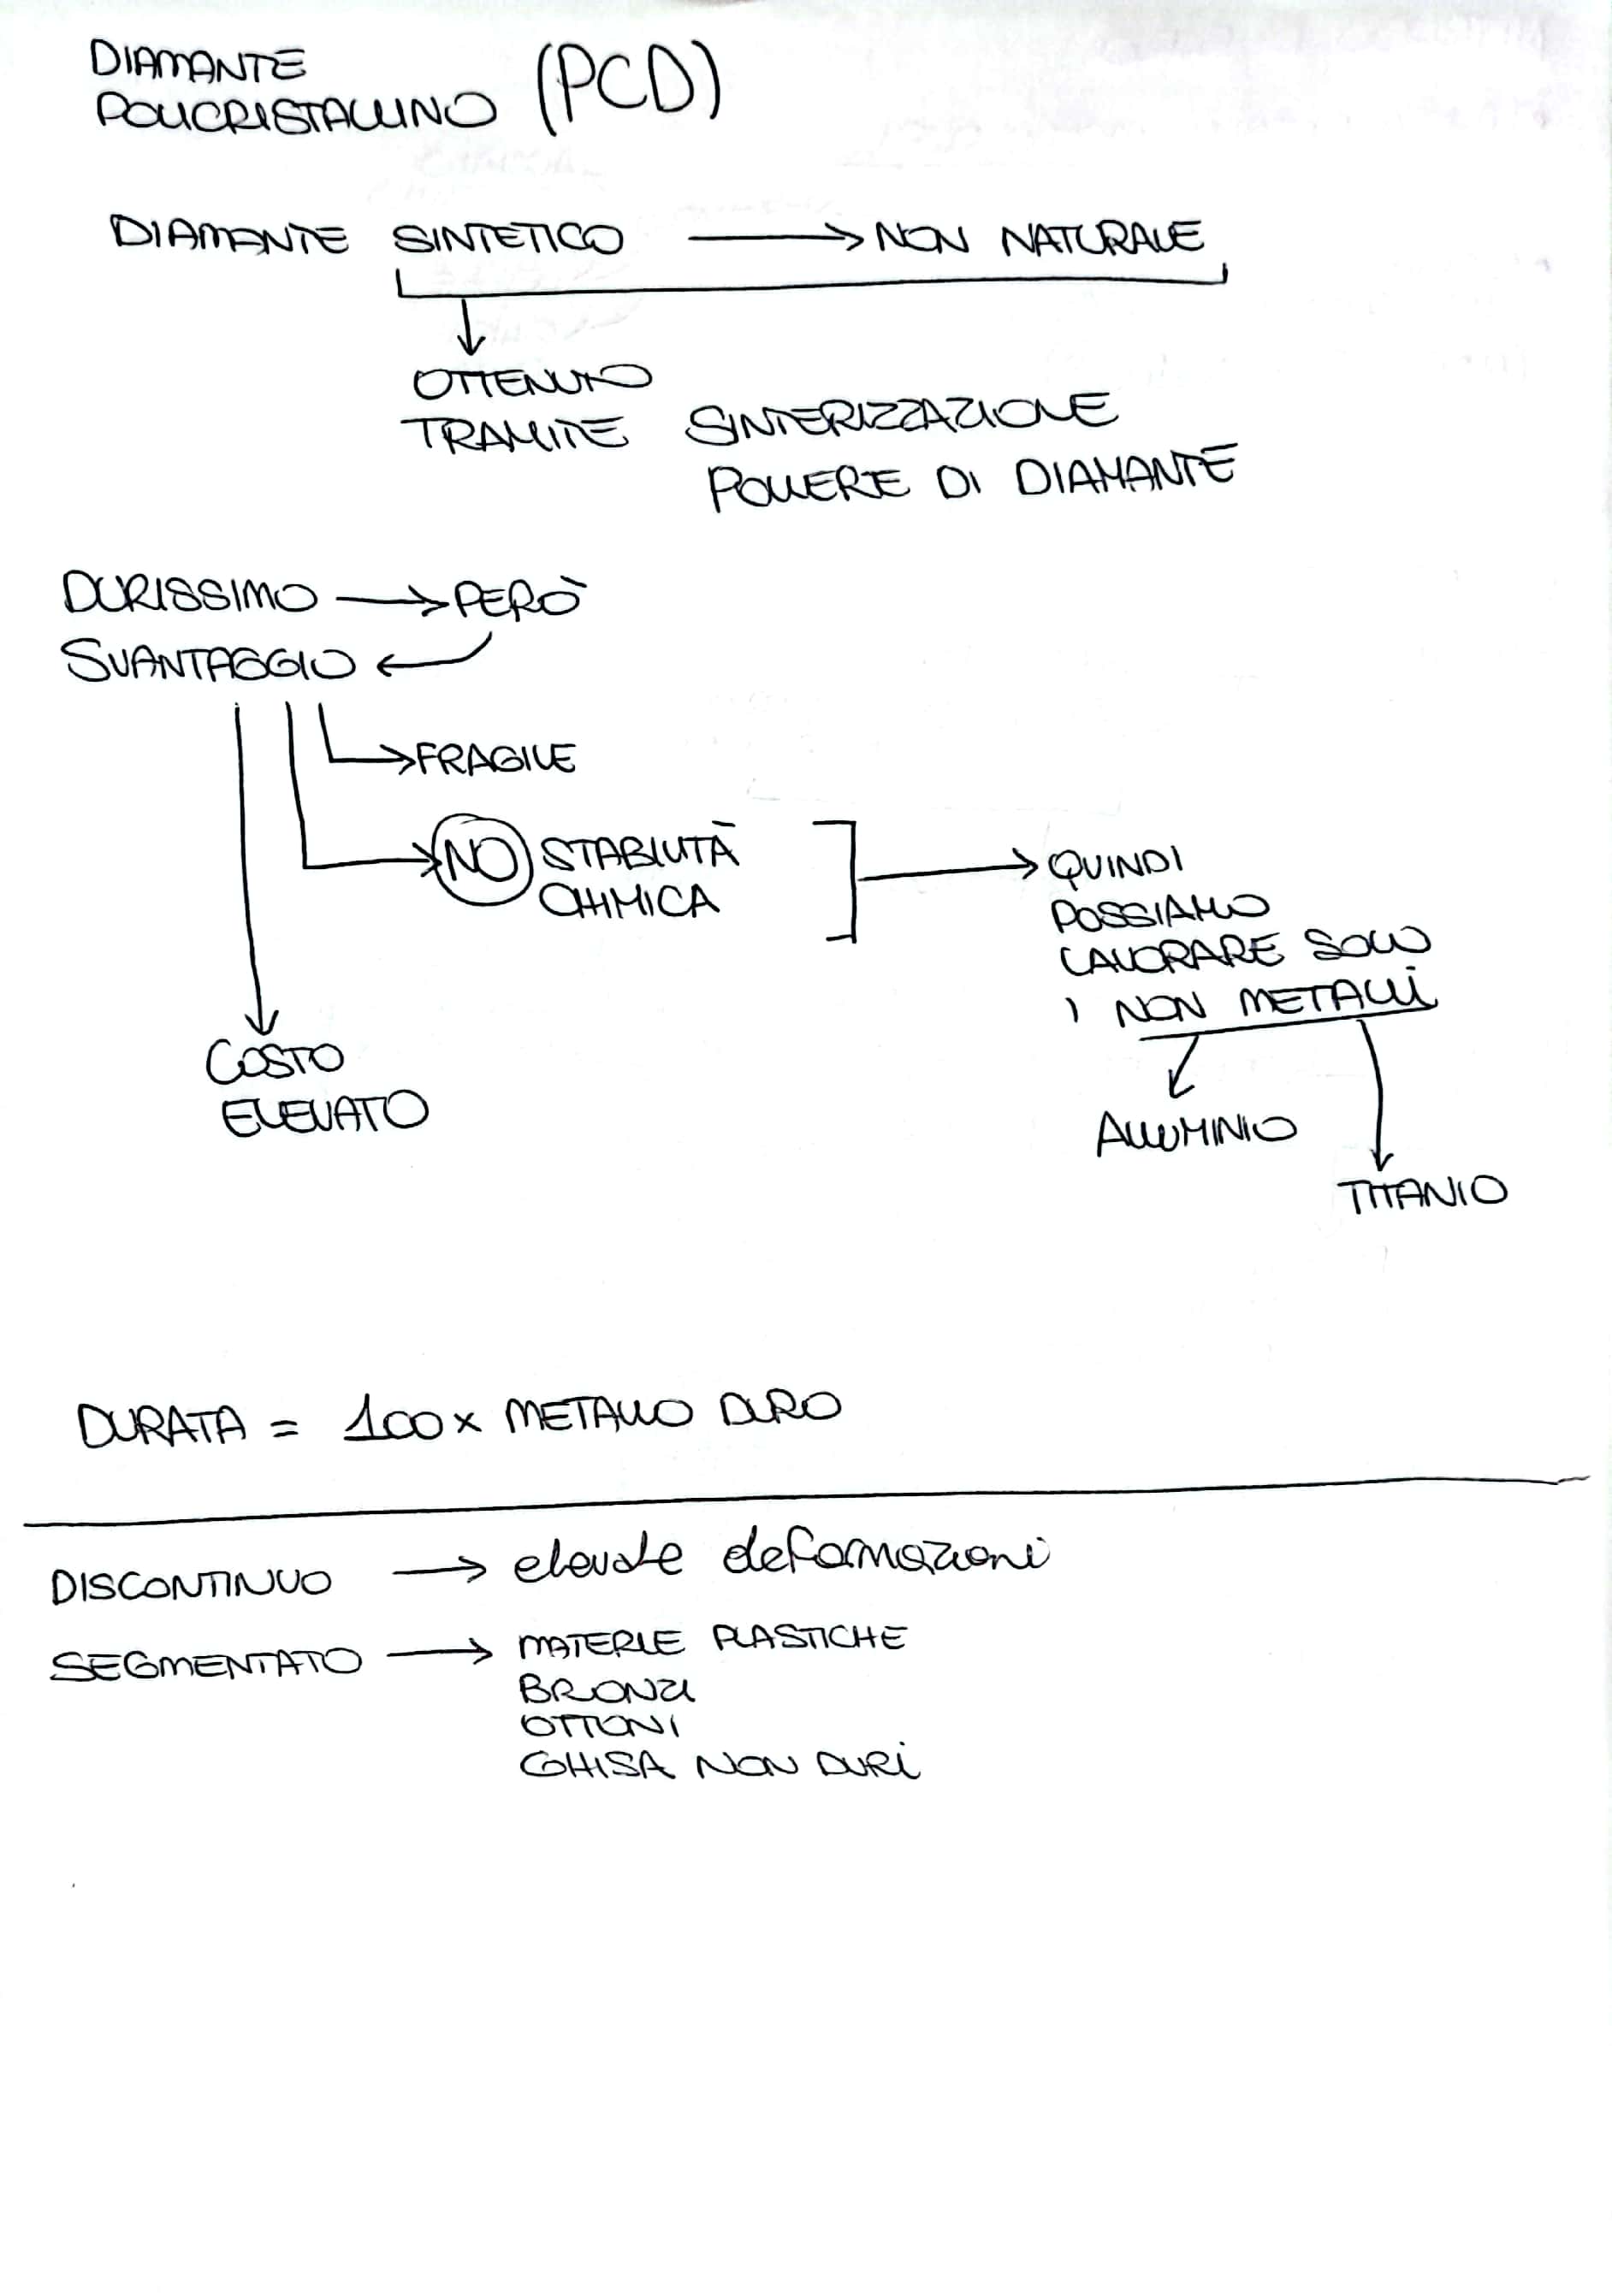 DIAMANTE
POLICRISTALLINO (PCD)
DIAMANTE SINTETICO → NON NATURALE
OTTENUTO
TRAMITE SINTERIZZAZIONE
POLVERE DI DIAMANTE
DURISSIMO → PERÒ
SVANTAGGIO ←
→ FRAGILE
→ NO STABILITÀ
CHIMICA
→ QUINDI
POSSIAMO
LAVORARE SOLO
I NON METALLI
COSTO
ELEVATO
ALLUMINIO
TITANIO
DURATA = 100x METALLO DURO
DISCONTINUO → elevate deformazioni
SEGMENTATO → MATERIE PLASTICHE
BRONZI
OTTONI
GHISA NON DURI